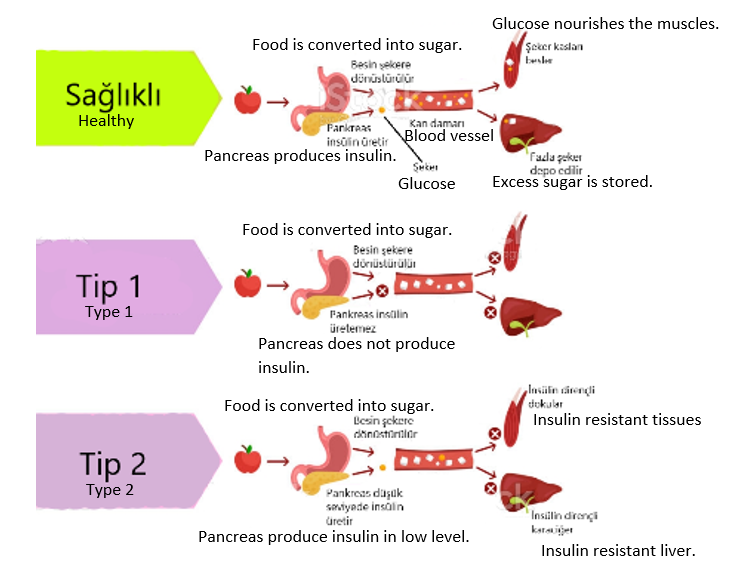 Glucose nourishes the muscles.
Food is converted into sugar.
Şeker kasları
besler
Besin şekere
dönüştürülür
Sağlıklı
Healthy
Kan damarı
Blood vessel
Pankreas
insülin üretir
Pancreas produces insulin.
Şeker
Glucose
Fazla şeker
depo edilir
Excess sugar is stored.
Food is converted into sugar.
Besin şekere
dönüştürülür
Tip 1
Type 1
Pankreas insülin
üretemez
Pancreas does not produce
insulin.
Food is converted into sugar.
Besin şekere
dönüştürülür
İnsülin dirençli
dokular
Insulin resistant tissues
Tip 2
Type 2
Pankreas düşük
seviyede insülin
üretir
Pancreas produce insulin in low level.
İnsülin dirençli
karaciğer
Insulin resistant liver.